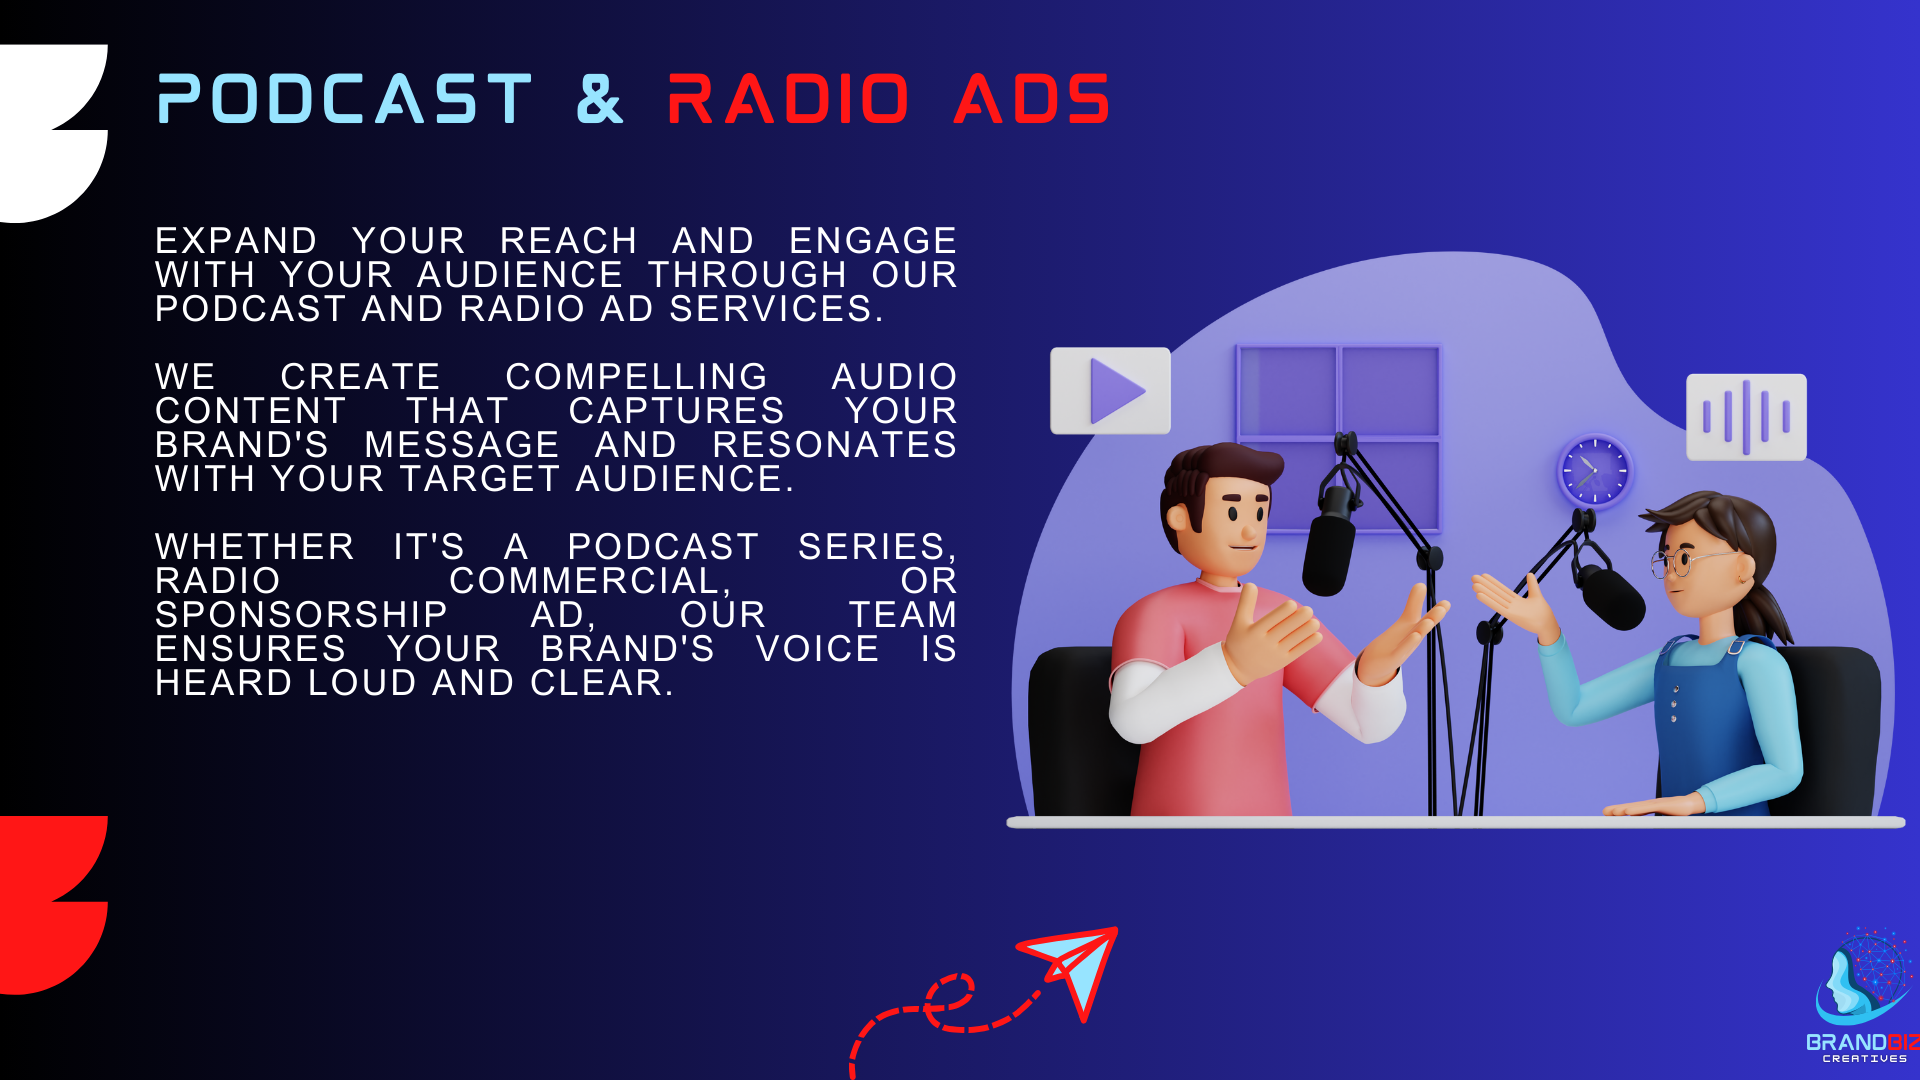 PODCAST & RADIO ADS
EXPAND YOUR REACH AND ENGAGE
WITH YOUR AUDIENCE THROUGH OUR
PODCAST AND RADIO AD SERVICES.
WE CREATE COMPELLING AUDIO
CONTENT THAT CAPTURES YOUR
BRAND'S MESSAGE AND RESONATES
WITH YOUR TARGET AUDIENCE.
WHETHER IT'S A PODCAST SERIES,
RADIO COMMERCIAL, OR
SPONSORSHIP AD, OUR TEAM
ENSURES YOUR BRAND'S VOICE IS
HEARD LOUD AND CLEAR.
BRANDBIZ
CREATIVES